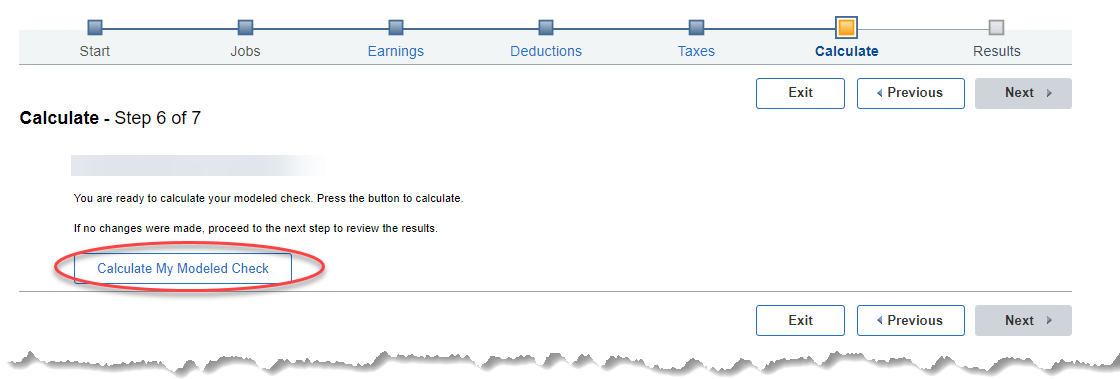 Start Jobs Earnings Deductions Taxes Calculate Results
Exit Previous Next
Calculate - Step 6 of 7
You are ready to calculate your modeled check. Press the button to calculate.
If no changes were made, proceed to the next step to review the results.
Calculate My Modeled Check
Exit Previous Next